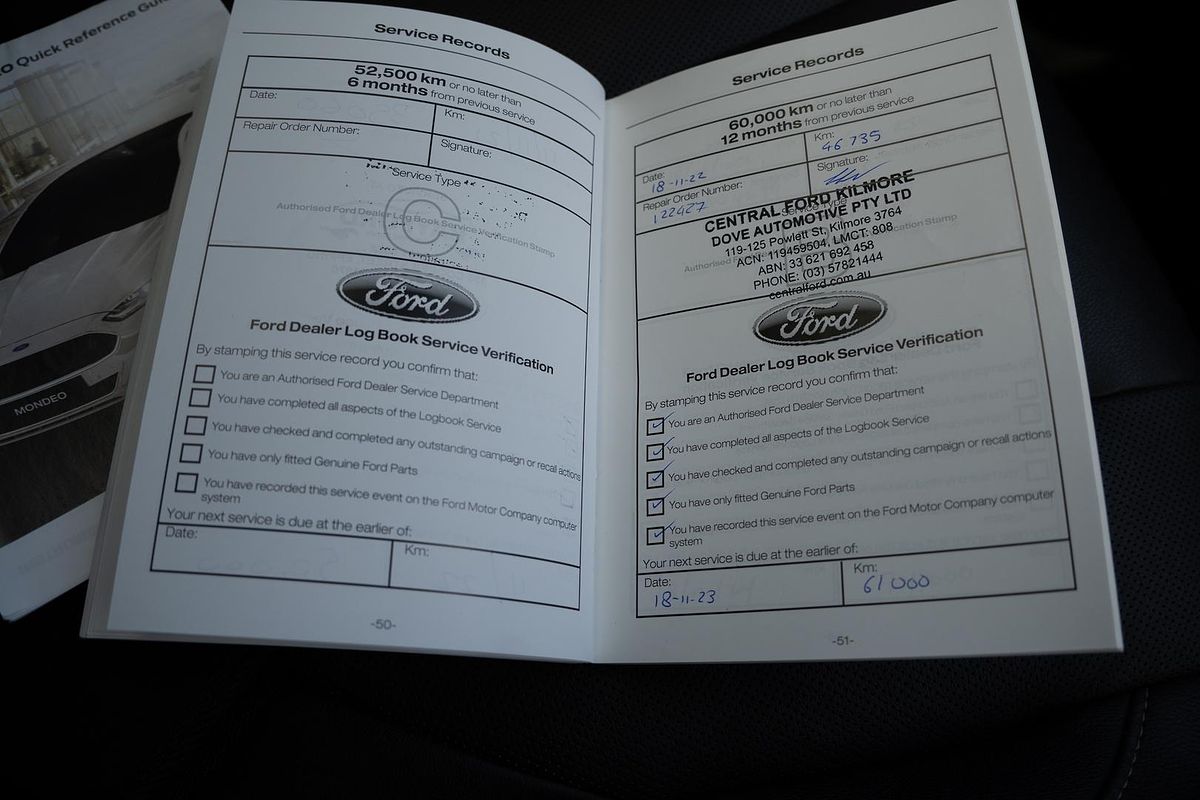 O Quick Reference Gui
MONDEO
Service Records
52,500 km or no later than
6 months from previous service
Date:
Km:
Repair Order Number:
Signature:
Service Type
C
Authorised Ford Dealer Log Book Service Verification Stamp
Ford
Ford Dealer Log Book Service Verification
By stamping this service record you confirm that:
You are an Authorised Ford Dealer Service Department
You have completed all aspects of the Logbook Service
You have checked and completed any outstanding campaign or recall actions
You have only fitted Genuine Ford Parts
You have recorded this service event on the Ford Motor Company computer
system
Your next service is due at the earlier of:
Date:
Km:
-50-
Service Records
60,000 km or no later than
12 months from previous service
Date:
18-11-22
Km:
46 735
Repair Order Number:
122427
Signature:
Service Type
CENTRAL FORD KILMORE
DOVE AUTOMOTIVE PTY LTD
119-125 Powlett St, Kilmore 3764
ACN: 119459504, LMCT: 808
ABN: 33 621 692 458
PHONE: (03) 57821444
centralford.com.au
Authorised F
ication Stamp
Ford
Ford Dealer Log Book Service Verification
By stamping this service record you confirm that:
You are an Authorised Ford Dealer Service Department
You have completed all aspects of the Logbook Service
You have checked and completed any outstanding campaign or recall actions
You have only fitted Genuine Ford Parts
You have recorded this service event on the Ford Motor Company computer
system
Your next service is due at the earlier of:
Date:
18-11-23
Km:
61 000
-51-